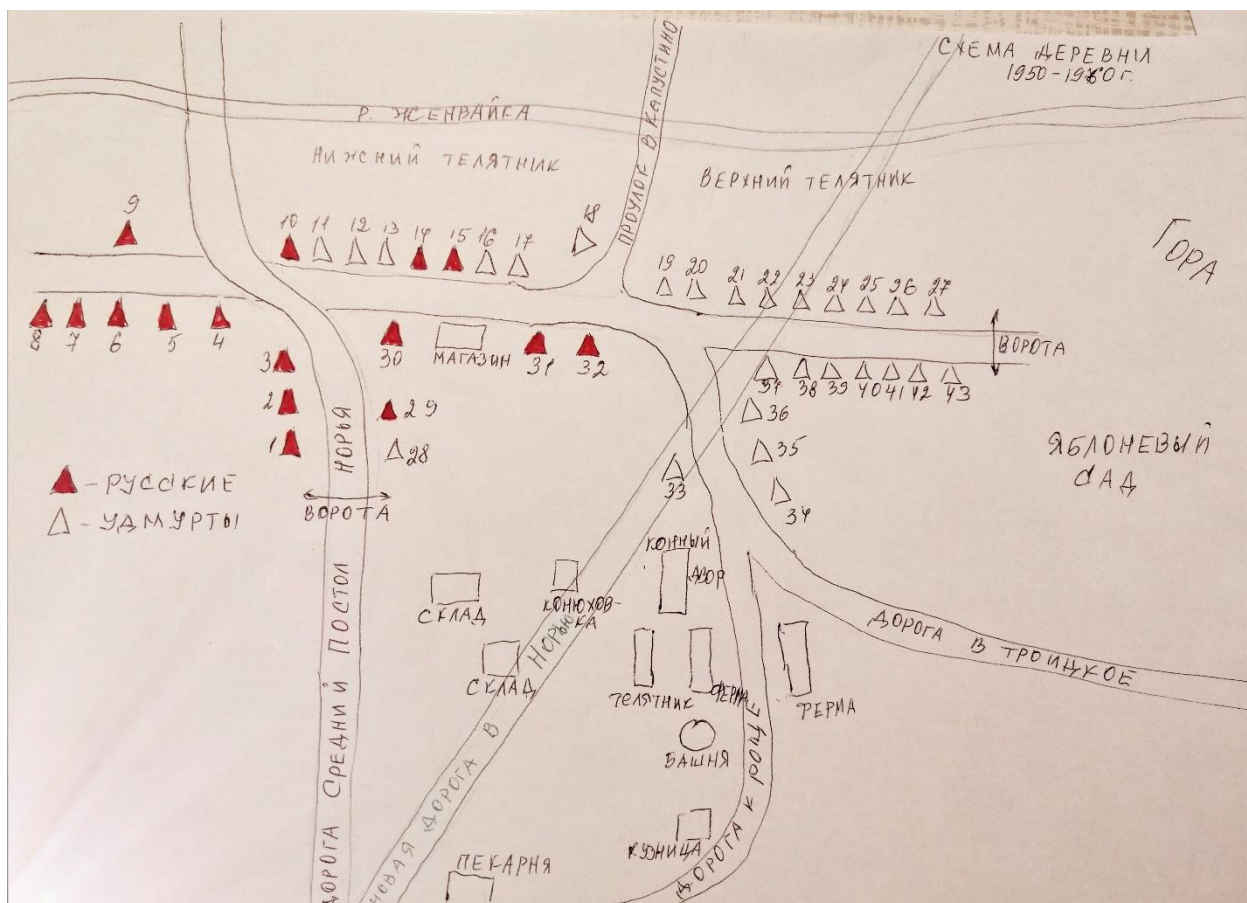 СХЕМА ДЕРЕВНИ
1950-1960г.
Р. ЖЕНВАЙКА
НИЖНИЙ ТЕЛЯТНИК
ПРОУЛОК В КАПУСТИНО
ВЕРХНИЙ ТЕЛЯТНИК
ГОРА
9
10 11 12 13 14 15 16 17 18
19 20 21 22 23 24 25 26 27
ВОРОТА
8 7 6 5 4
3
2
1
30
МАГАЗИН
31 32
29
28
37 38 39 40 41 42 43
36
35
34
33
ЯБЛОНЕВЫЙ
САД
- РУССКИЕ
- УДМУРТЫ
ВОРОТА
ДОРОГА СРЕДНИЙ ПОСТОЛ НОРЬЯ
КОННЫЙ
ДВОР
СКЛАД
КОНЮХОВ-
КА
СКЛАД
НОВАЯ ДОРОГА В НОРЬЮ
ТЕЛЯТНИК
ФЕРМА
ФЕРМА
ДОРОГА В ТРОИЦКОЕ
БАШНЯ
КУЗНИЦА
ДОРОГА К РОЩЕ
ПЕКАРНЯ